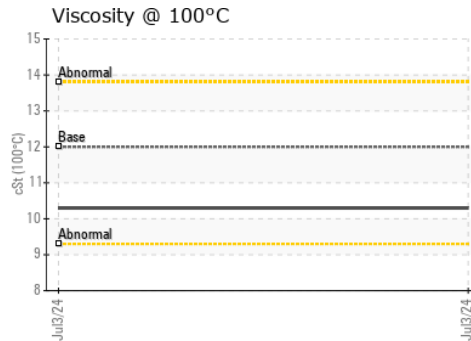 Viscosity @ 100°C
15
14
13
12
11
10
9
8
cSt (100°C)
Abnormal
Base
Abnormal
Jul3/24
Jul3/24